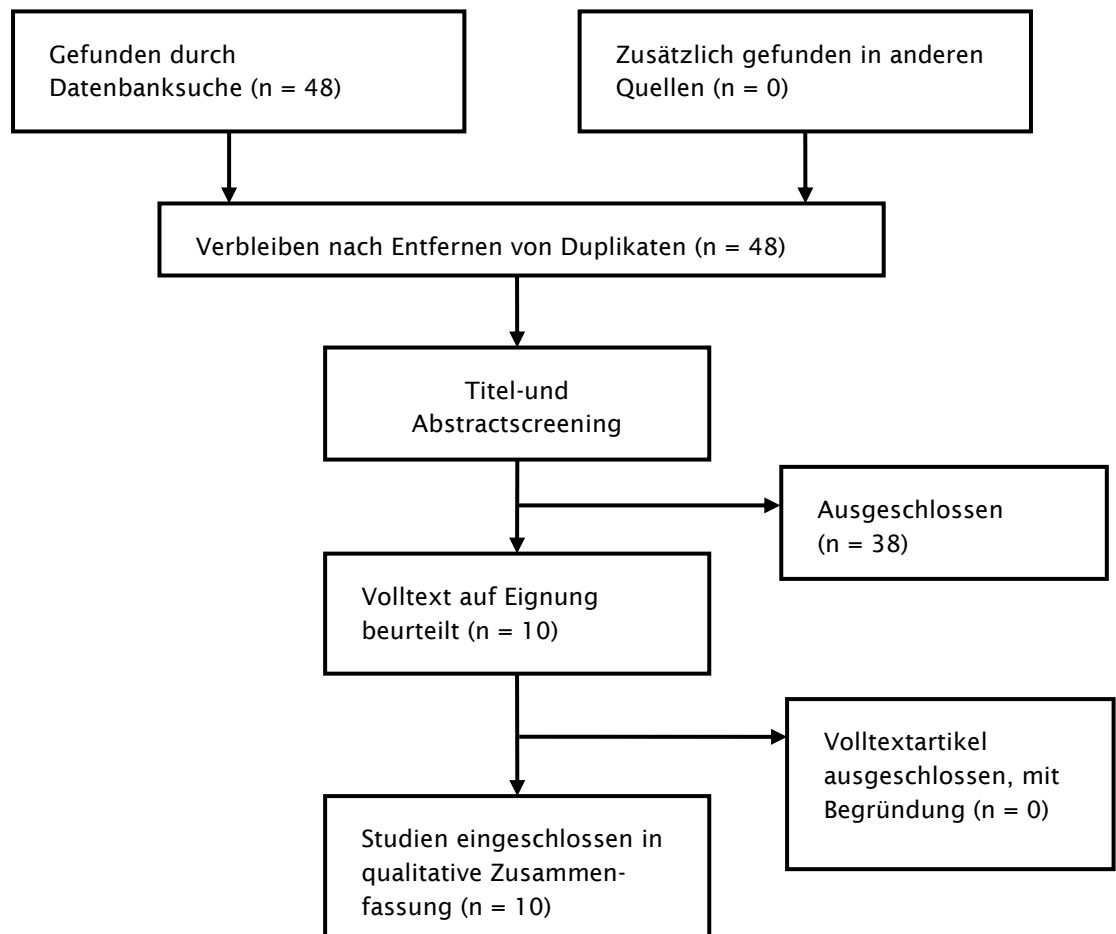 Gefunden durch
Datenbanksuche (n = 48)
Zusätzlich gefunden in anderen
Quellen (n = 0)
Verbleiben nach Entfernen von Duplikaten (n = 48)
Titel-und
Abstractscreening
Ausgeschlossen
(n = 38)
Volltext auf Eignung
beurteilt (n = 10)
Volltextartikel
ausgeschlossen, mit
Begründung (n = 0)
Studien eingeschlossen in
qualitative Zusammen-
fassung (n = 10)